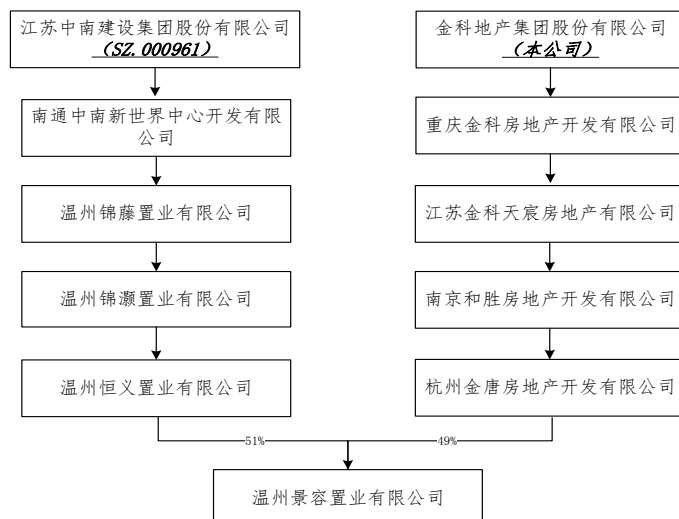 江苏中南建设集团股份有限公司
（SZ.000961）
南通中南新世界中心开发有限
公司
温州锦藤置业有限公司
温州锦灏置业有限公司
温州恒义置业有限公司
金科地产集团股份有限公司
（本公司）
重庆金科房地产开发有限公司
江苏金科天宸房地产有限公司
南京和胜房地产开发有限公司
杭州金唐房地产开发有限公司
51%
49%
温州景容置业有限公司